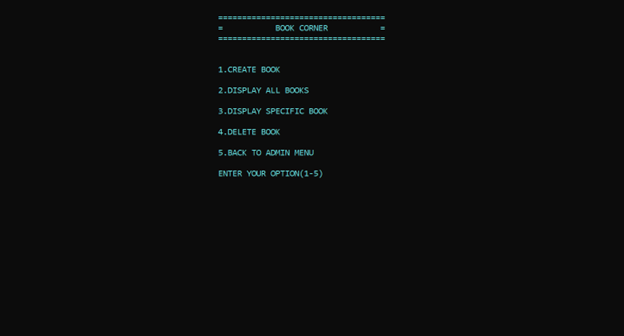 ===================================
=           BOOK CORNER           =
===================================
1.CREATE BOOK
2.DISPLAY ALL BOOKS
3.DISPLAY SPECIFIC BOOK
4.DELETE BOOK
5.BACK TO ADMIN MENU
ENTER YOUR OPTION(1-5)